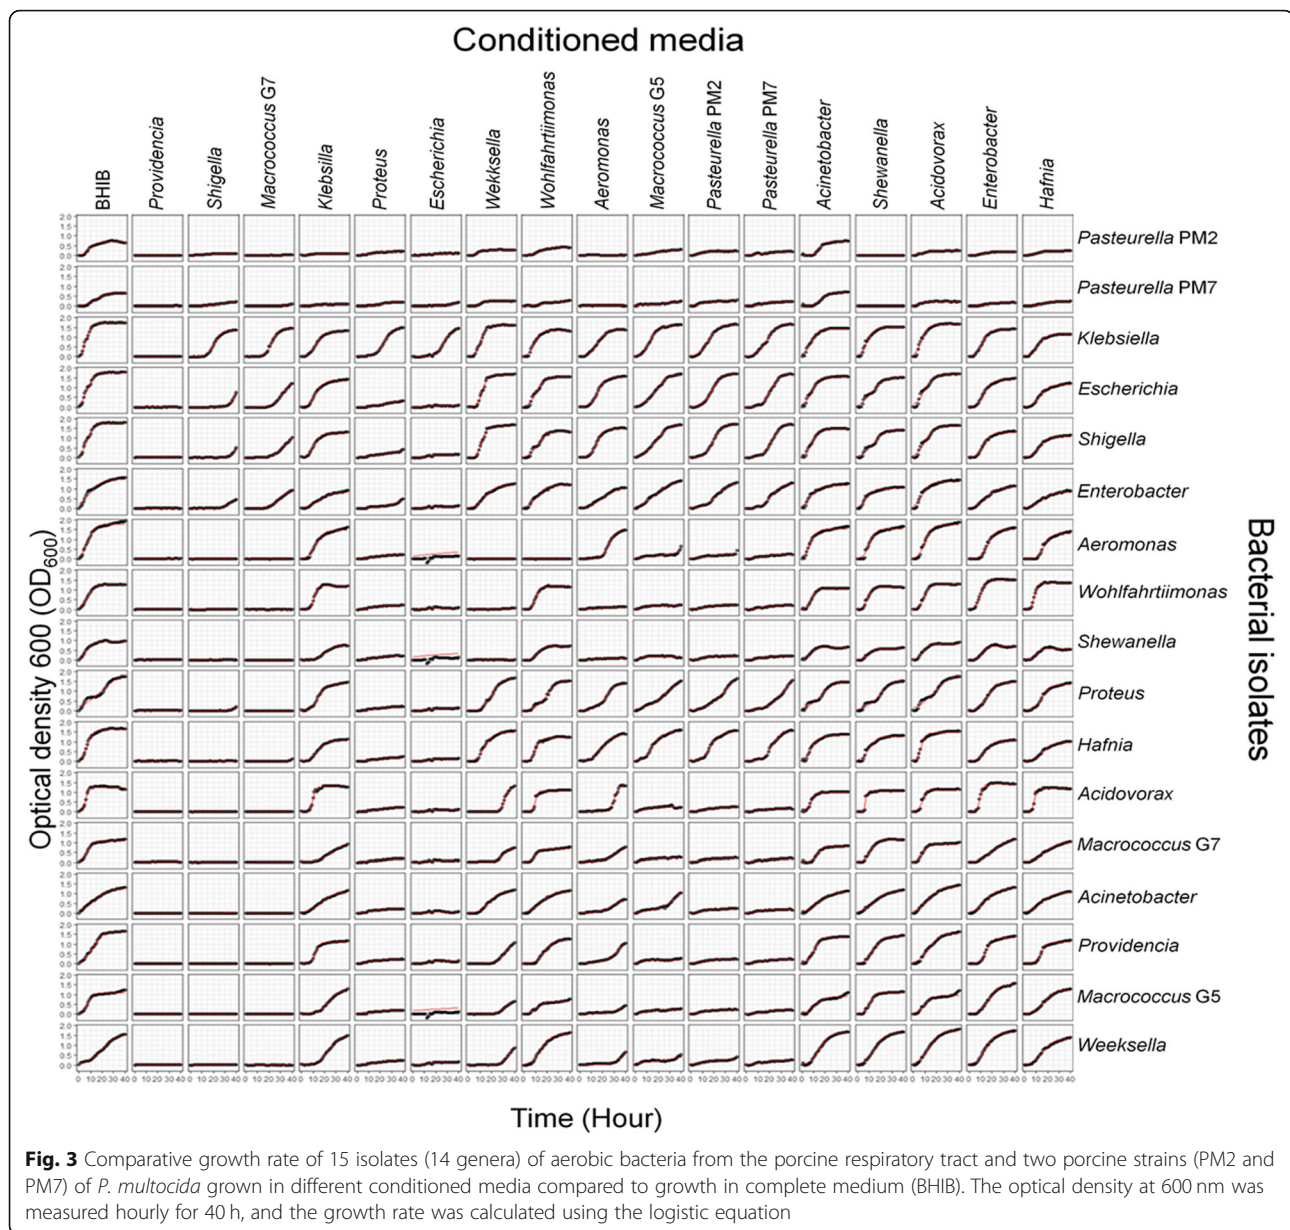 Conditioned media
BHIB
Providencia
Shigella
Macrococcus G7
Klebsilla
Proteus
Escherichia
Wekksella
Wohlfahrtiimonas
Aeromonas
Macrococcus G5
Pasteurella PM2
Pasteurella PM7
Acinetobacter
Shewanella
Acidovorax
Enterobacter
Hafnia
Pasteurella PM2
Pasteurella PM7
Klebsiella
Escherichia
Shigella
Enterobacter
Aeromonas
Wohlfahrtiimonas
Shewanella
Proteus
Hafnia
Acidovorax
Macrococcus G7
Acinetobacter
Providencia
Macrococcus G5
Weeksella
Optical density 600 (OD600)
Bacterial isolates
Time (Hour)
Fig. 3 Comparative growth rate of 15 isolates (14 genera) of aerobic bacteria from the porcine respiratory tract and two porcine strains (PM2 and
PM7) of P. multocida grown in different conditioned media compared to growth in complete medium (BHIB). The optical density at 600 nm was
measured hourly for 40 h, and the growth rate was calculated using the logistic equation